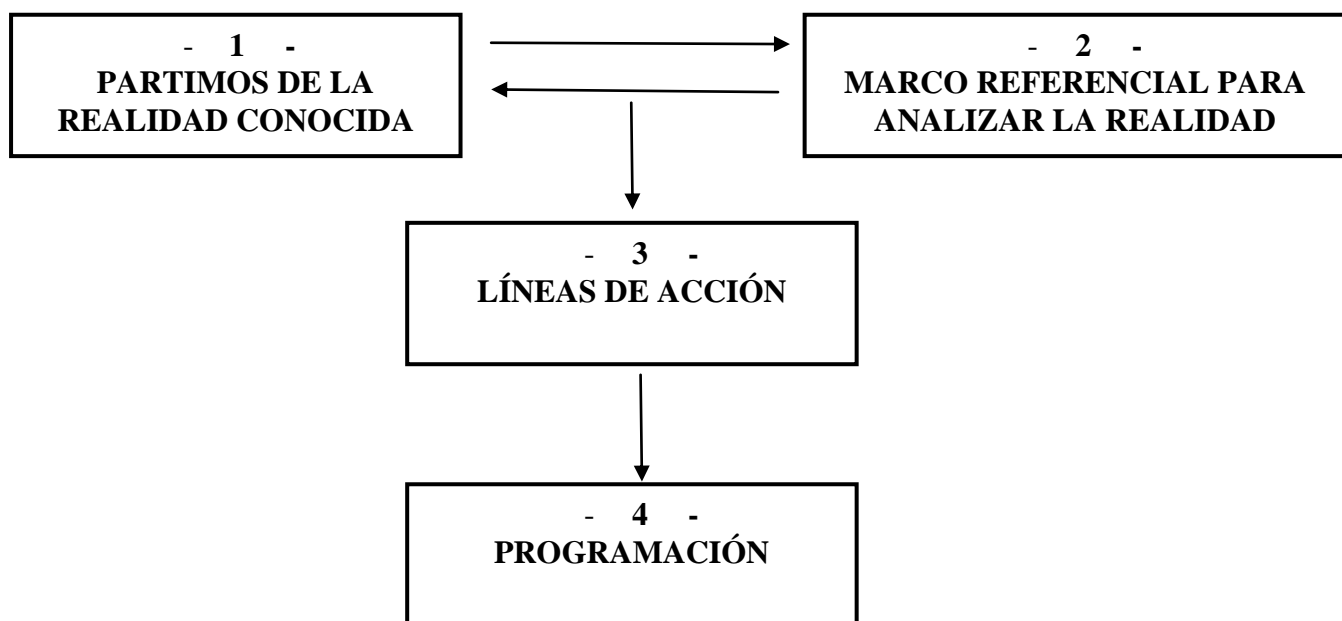 - 1 -
PARTIMOS DE LA
REALIDAD CONOCIDA
- 2 -
MARCO REFERENCIAL PARA
ANALIZAR LA REALIDAD
- 3 -
LÍNEAS DE ACCIÓN
- 4 -
PROGRAMACIÓN